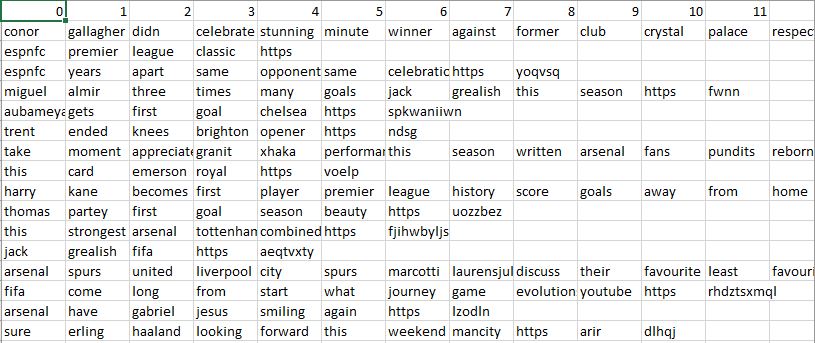 0 1 2 3 4 5 6 7 8 9 10 11
conor gallagher didn celebrate stunning minute winner against former club crystal palace respec
espnfc premier league classic https
espnfc years apart same opponent same celebratic https yoqvsq
miguel almir three times many goals jack grealish this season https fwnn
aubameya gets first goal chelsea https spkwaniiwn
trent ended knees brighton opener https ndsg
take moment appreciate granit xhaka performan this season written arsenal fans pundits reborn
this card emerson royal https voelp
harry kane becomes first player premier league history score goals away from home
thomas partey first goal season beauty https uozzbez
this strongest arsenal tottenhan combined https fjihwbyljs
jack grealish fifa https aeqtvxty
arsenal spurs united liverpool city spurs marcotti laurensjul discuss their favourite least favouri
fifa come long from start what journey game evolution youtube https rhdztsxmql
arsenal have gabriel jesus smiling again https lzodln
sure erling haaland looking forward this weekend mancity https arir dlhqj